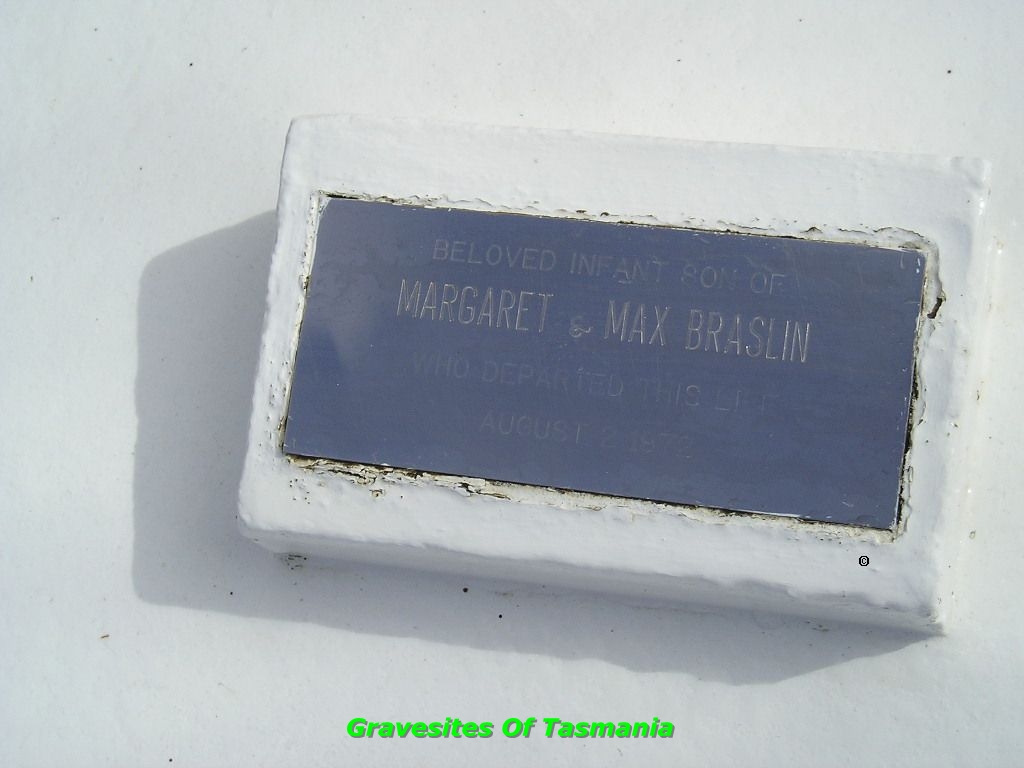 BELOVED INFANT SON OF
MARGARET & MAX BRASLIN
WHO DEPARTED THIS LIFE
AUGUST 2
©
Gravesites Of Tasmania